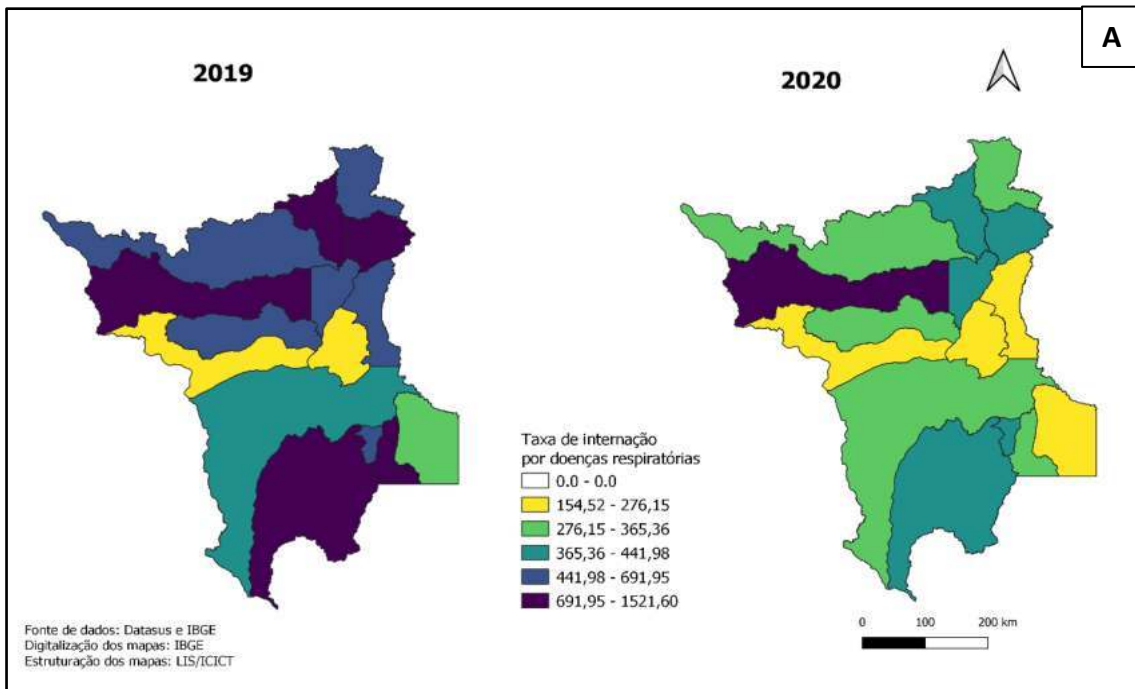 A
2019
2020
Taxa de internação
por doenças respiratórias
0.0 - 0.0
154,52 - 276,15
276,15 - 365,36
365,36 - 441,98
441,98 - 691,95
691,95 - 1521,60
Fonte de dados: Datasus e IBGE
Digitalização dos mapas: IBGE
Estruturação dos mapas: LIS/ICICT
0 100 200 km